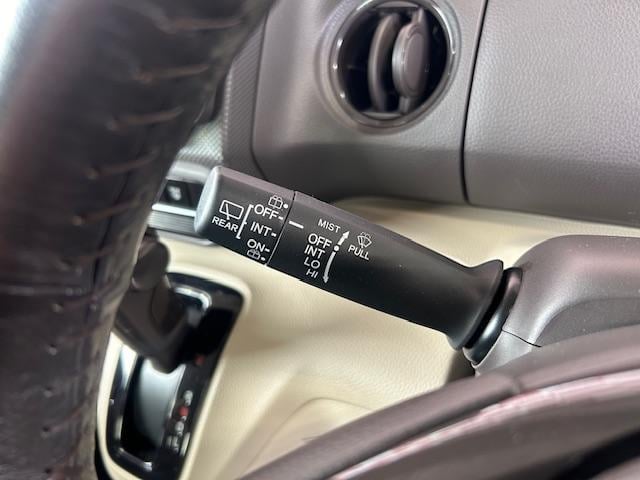 REAR
OFF
INT
ON
MIST
OFF
INT
LO
HI
PULL